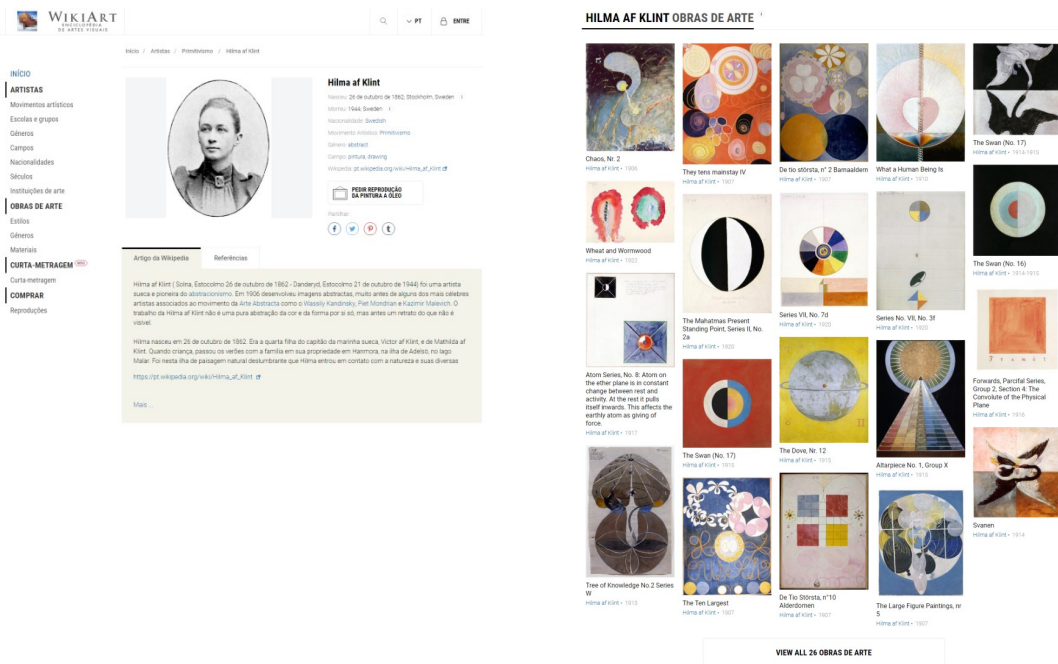 WIKIART
ENCICLOPÉDIA
DE ARTES VISUAIS
PT
ENTRE
Início / Artistas / Primitivismo / Hilma af Klint
INÍCIO
ARTISTAS
Movimentos artísticos
Escolas e grupos
Gêneros
Campos
Nacionalidades
Séculos
Instituições de arte
OBRAS DE ARTE
Estilos
Gêneros
Materiais
CURTA-METRAGEM
Curta-metragem
COMPRAR
Reproduções
Hilma af Klint
Nasceu: 26 de outubro de 1862; Stockholm, Sweden
Morreu: 1944; Sweden
Nacionalidade: Swedish
Movimento Artístico: Primitivismo
Gênero: abstract
Campo: pintura, drawing
Wikipedia: pt.wikipedia.org/wiki/Hilma_af_Klint
PEDIR REPRODUÇÃO
DA PINTURA A ÓLEO
Partilhar:
Artigo da Wikipedia
Referências
Hilma af Klint ( Solna, Estocolmo 26 de outubro de 1862 - Danderyd, Estocolmo 21 de outubro de 1944) foi uma artista
sueca e pioneira do abstracionismo. Em 1906 desenvolveu imagens abstractas, muito antes de alguns dos mais célebres
artistas associados ao movimento da Arte Abstracta como o Wassily Kandinsky, Piet Mondrian e Kazimir Malewich. O
trabalho da Hilma af Klint não é uma pura abstração da cor e da forma por si só, mas antes um retrato do que não é
visível.
Hilma nasceu em 26 de outubro de 1862. Era a quarta filha do capitão da marinha sueca, Victor af Klint, e de Mathilda af
Klint. Quando criança, passou os verões com a família em sua propriedade em Hanmora, na ilha de Adelsö, no lago
Malar. Foi nesta ilha de paisagem natural deslumbrante que Hilma entrou em contato com a natureza e suas diversas
https://pt.wikipedia.org/wiki/Hilma_af_Klint
Mais ...
HILMA AF KLINT OBRAS DE ARTE
Chaos, Nr. 2
Hilma af Klint • 1906
Wheat and Wornwood
Hilma af Klint • 1922
Atom Series, No. 8: Atom on
the ether plane is in constant
change between rest and
activity. At the rest it pulls
itself inwards. This affects the
earthly atom as giving of
force.
Hilma af Klint • 1917
Tree of Knowledge No.2 Series
W
Hilma af Klint • 1913
They tens mainstay IV
Hilma af Klint • 1907
The Mahatmas Present
Standing Point, Series II, No.
2a
Hilma af Klint • 1920
The Swan (No. 17)
Hilma af Klint • 1915
The Ten Largest
Hilma af Klint • 1907
De tio största, n° 2 Barnaaldern
Hilma af Klint • 1907
Series VII, No. 7d
Hilma af Klint • 1920
The Dove, Nr. 12
Hilma af Klint • 1915
De Tio Största, n°10
Alderdomen
Hilma af Klint • 1907
What a Human Being Is
Hilma af Klint • 1910
Series No. VII, No. 3f
Hilma af Klint • 1920
Altarpiece No. 1, Group X
Hilma af Klint • 1915
The Large Figure Paintings, nr
5
Hilma af Klint • 1907
The Swan (No. 17)
Hilma af Klint • 1914-1915
The Swan (No. 16)
Hilma af Klint • 1914-1915
Forwards, Parcifal Series,
Group 2, Section 4: The
Convolute of the Physical
Plane
Hilma af Klint • 1916
Svanen
Hilma af Klint • 1914
VIEW ALL 26 OBRAS DE ARTE